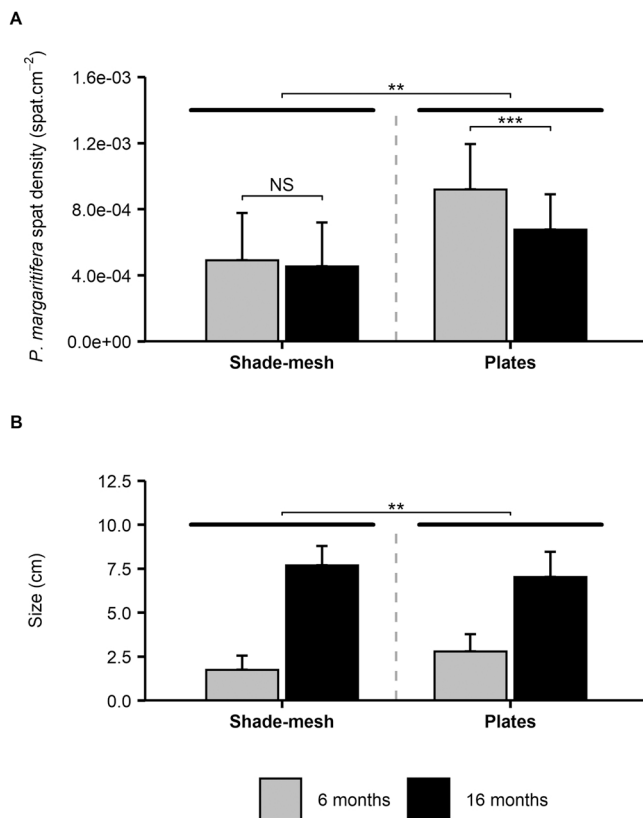 A
P. margaritifera spat density (spat.cm⁻²)
1.6e−03
1.2e−03
8.0e−04
4.0e−04
0.0e+00
**
***
NS
Shade-mesh
Plates
B
Size (cm)
12.5
10.0
7.5
5.0
2.5
0.0
**
Shade-mesh
Plates
6 months
16 months